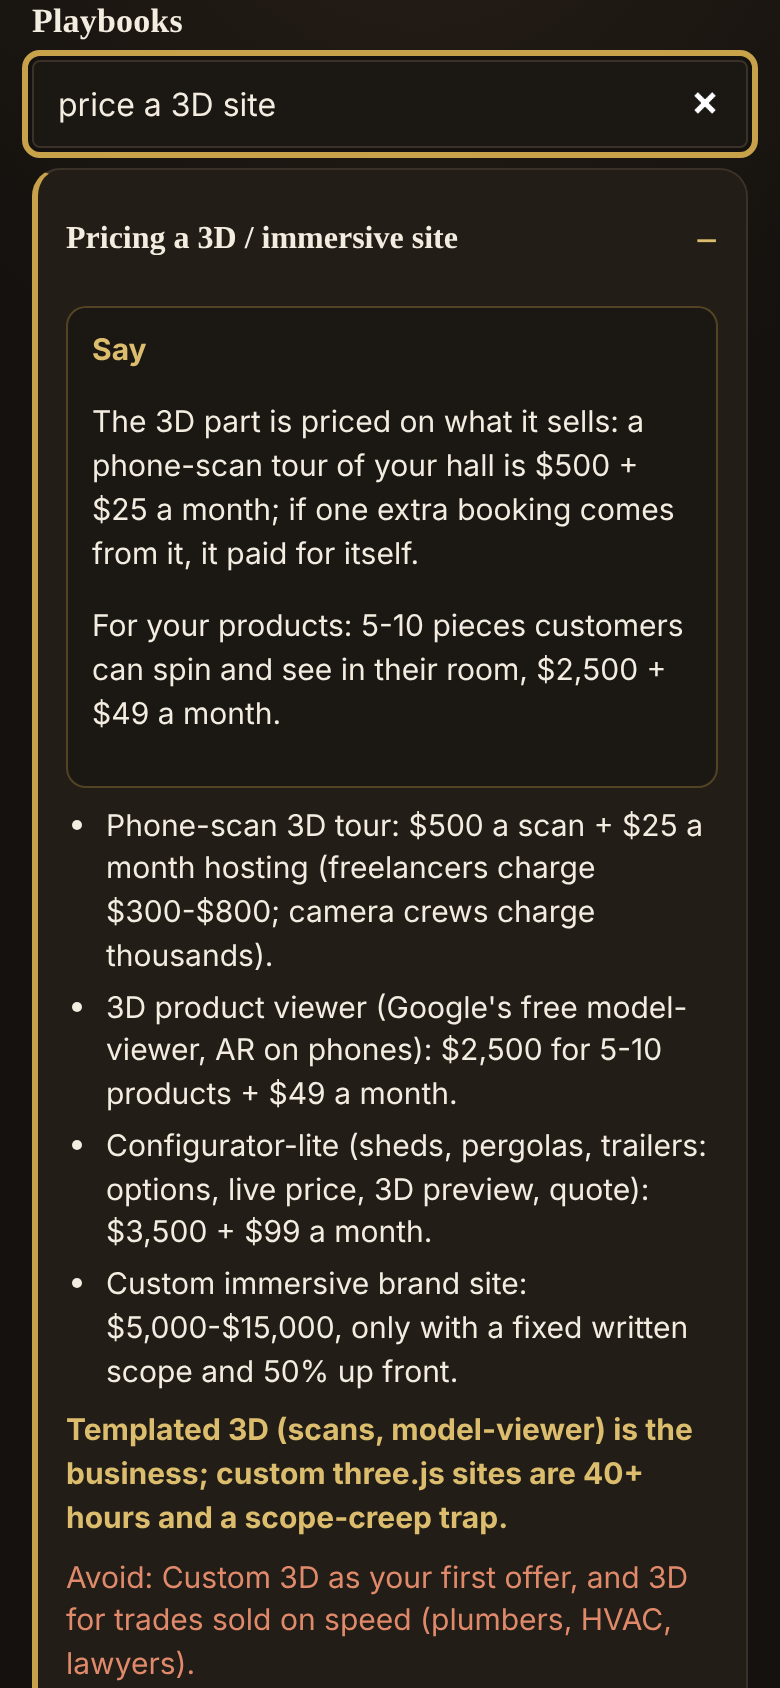 Playbooks
price a 3D site
Pricing a 3D / immersive site
Say
The 3D part is priced on what it sells: a
phone-scan tour of your hall is $500 +
$25 a month; if one extra booking comes
from it, it paid for itself.
For your products: 5-10 pieces customers
can spin and see in their room, $2,500 +
$49 a month.
• Phone-scan 3D tour: $500 a scan + $25 a
month hosting (freelancers charge
$300-$800; camera crews charge
thousands).
• 3D product viewer (Google's free model-
viewer, AR on phones): $2,500 for 5-10
products + $49 a month.
• Configurator-lite (sheds, pergolas, trailers:
options, live price, 3D preview, quote):
$3,500 + $99 a month.
• Custom immersive brand site:
$5,000-$15,000, only with a fixed written
scope and 50% up front.
Templated 3D (scans, model-viewer) is the
business; custom three.js sites are 40+
hours and a scope-creep trap.
Avoid: Custom 3D as your first offer, and 3D
for trades sold on speed (plumbers, HVAC,
lawyers).